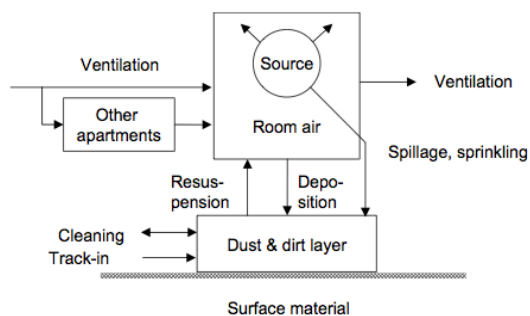 Source
Ventilation
Ventilation
Other
apartments
Room air
Spillage, sprinkling
Resus-
pension
Depo-
sition
Cleaning
Track-in
Dust & dirt layer
Surface material